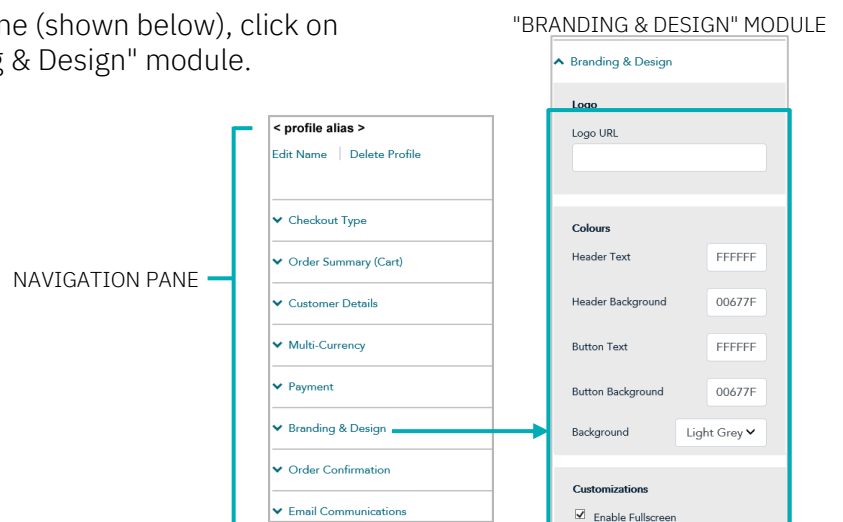 ne (shown below), click on
g & Design" module.
"BRANDING & DESIGN" MODULE
NAVIGATION PANE
< profile alias >
Edit Name | Delete Profile
Checkout Type
Order Summary (Cart)
Customer Details
Multi-Currency
Payment
Branding & Design
Order Confirmation
Email Communications
Branding & Design
Logo
Logo URL
Colours
Header Text FFFFFF
Header Background 00677F
Button Text FFFFFF
Button Background 00677F
Background Light Grey
Customizations
Enable Fullscreen